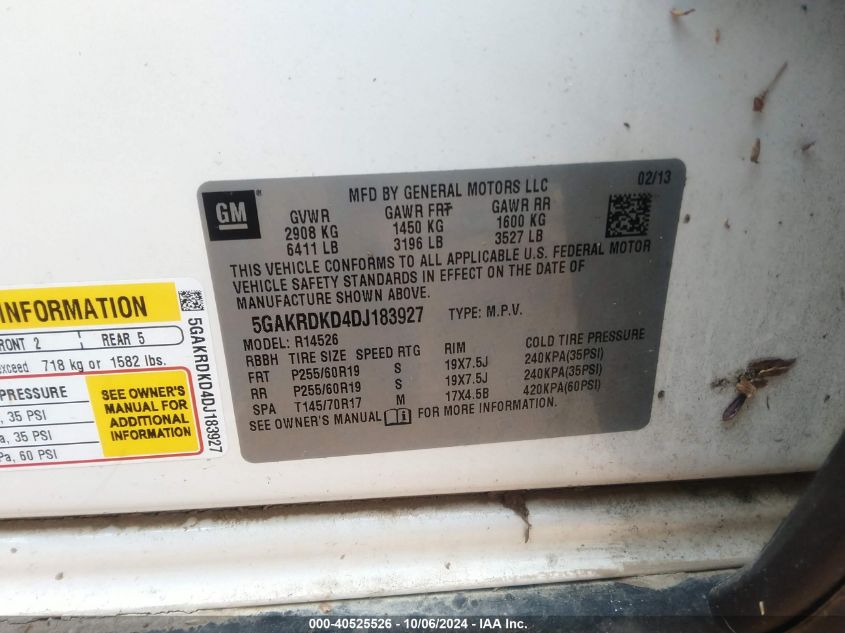 MFD BY GENERAL MOTORS LLC
02/13
GM
GVWR
GAWR FRT
GAWR RR
2908 KG
1450 KG
1600 KG
6411 LB
3196 LB
3527 LB
THIS VEHICLE CONFORMS TO ALL APPLICABLE U.S. FEDERAL MOTOR
VEHICLE SAFETY STANDARDS IN EFFECT ON THE DATE OF
MANUFACTURE SHOWN ABOVE.
5GAKRDKD4DJ183927 TYPE: M.P.V.
MODEL: R14526
RBBH TIRE SIZE SPEED RTG RIM COLD TIRE PRESSURE
FRT P255/60R19 S 19X7.5J 240KPA(35PSI)
RR P255/60R19 S 19X7.5J 240KPA(35PSI)
SPA T145/70R17 M 17X4.5B 420KPA(60PSI)
SEE OWNER'S MANUAL FOR MORE INFORMATION.
INFORMATION
RONT 2 REAR 5
xceed 718 kg or 1582 lbs.
PRESSURE
, 35 PSI
a, 35 PSI
Pa, 60 PSI
SEE OWNER'S
MANUAL FOR
ADDITIONAL
INFORMATION
5GAKRDKD4DJ183927
000-40525526 - 10/06/2024 - IAA Inc.